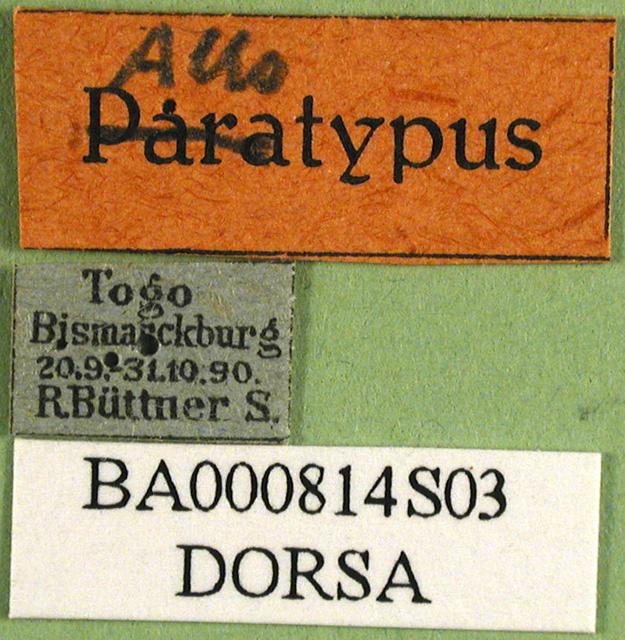 Allo
Paratypus
Togo
Bismarckburg
20.9.-31.10.90.
R.Büttner S.
BA000814S03
DORSA